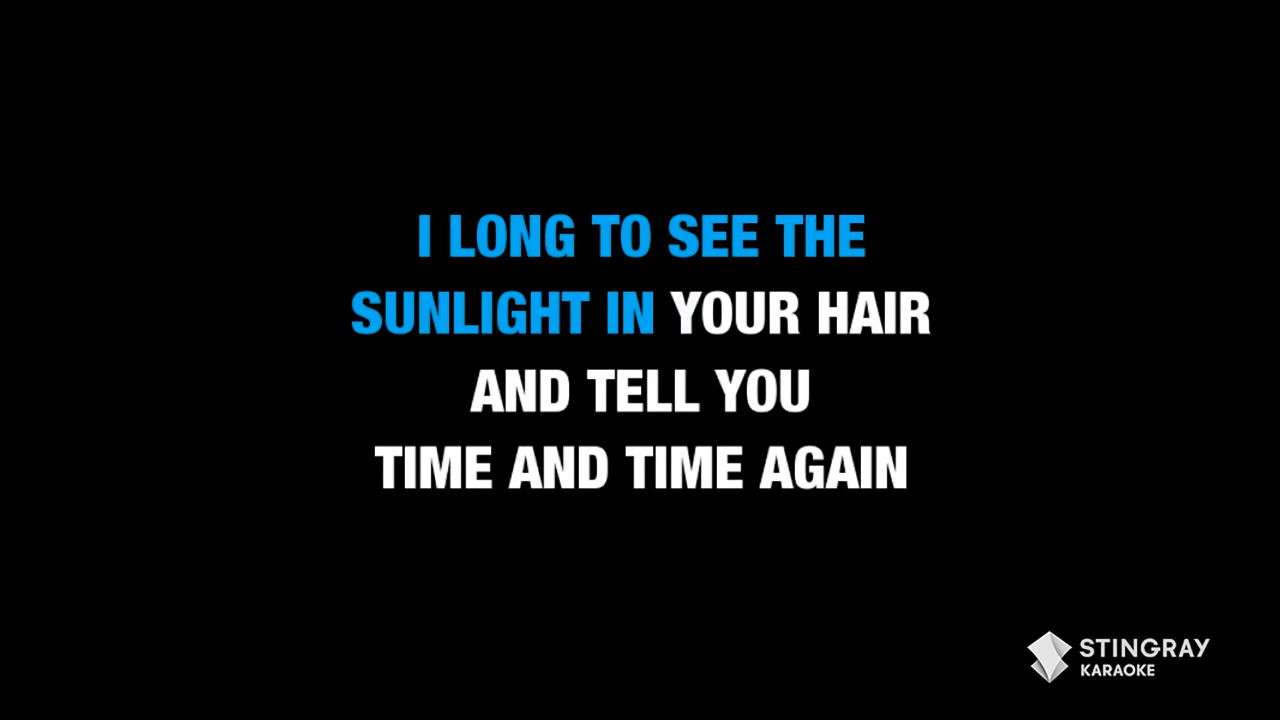 I LONG TO SEE THE
SUNLIGHT IN YOUR HAIR
AND TELL YOU
TIME AND TIME AGAIN
STINGRAY
KARAOKE